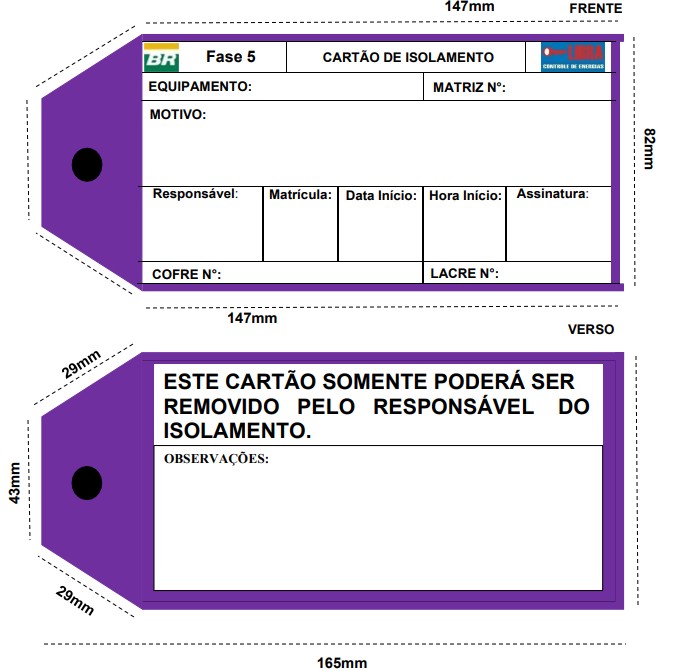 147mm
FRENTE
BR
Fase 5
CARTÃO DE ISOLAMENTO
LIBRA
CONTROLE DE ENERGIAS
EQUIPAMENTO:
MATRIZ N°:
MOTIVO:
82mm
Responsável:
Matrícula:
Data Início:
Hora Início:
Assinatura:
COFRE N°:
LACRE N°:
147mm
VERSO
29mm
ESTE CARTÃO SOMENTE PODERÁ SER
REMOVIDO PELO RESPONSÁVEL DO
ISOLAMENTO.
OBSERVAÇÕES:
43mm
29mm
165mm